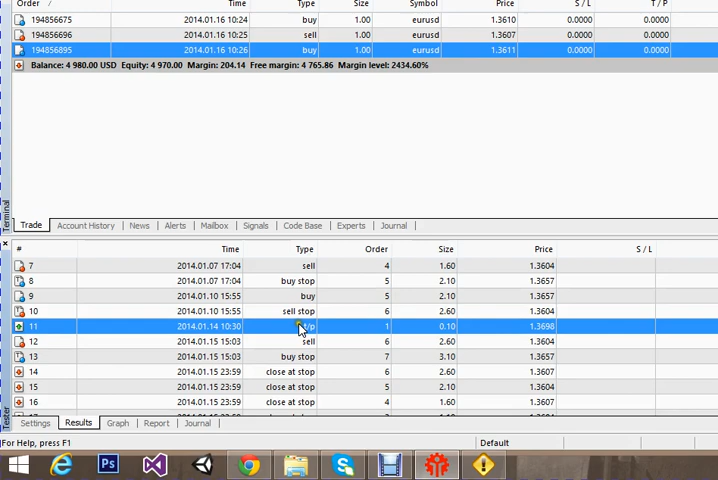 Order / Time Type Size Symbol Price S / L T / P
194856675 2014.01.16 10:24 buy 1.00 eurusd 1.3610 0.0000 0.0000
194856696 2014.01.16 10:25 sell 1.00 eurusd 1.3607 0.0000 0.0000
194856895 2014.01.16 10:26 buy 1.00 eurusd 1.3611 0.0000 0.0000
Balance: 4 980.00 USD Equity: 4 970.00 Margin: 204.14 Free margin: 4 765.86 Margin level: 2434.60%
Terminal
Trade Account History News Alerts Mailbox Signals Code Base Experts Journal
# Time Type Order Size Price S / L
7 2014.01.07 17:04 sell 4 1.60 1.3604
8 2014.01.07 17:04 buy stop 5 2.10 1.3657
9 2014.01.10 15:55 buy 5 2.10 1.3657
10 2014.01.10 15:55 sell stop 6 2.60 1.3604
11 2014.01.14 10:30 t/p 1 0.10 1.3698
12 2014.01.15 15:03 sell 6 2.60 1.3604
13 2014.01.15 15:03 buy stop 7 3.10 1.3657
14 2014.01.15 23:59 close at stop 6 2.60 1.3607
15 2014.01.15 23:59 close at stop 5 2.10 1.3607
16 2014.01.15 23:59 close at stop 4 1.60 1.3607
Tester
Settings Results Graph Report Journal
For Help, press F1 Default
Ps